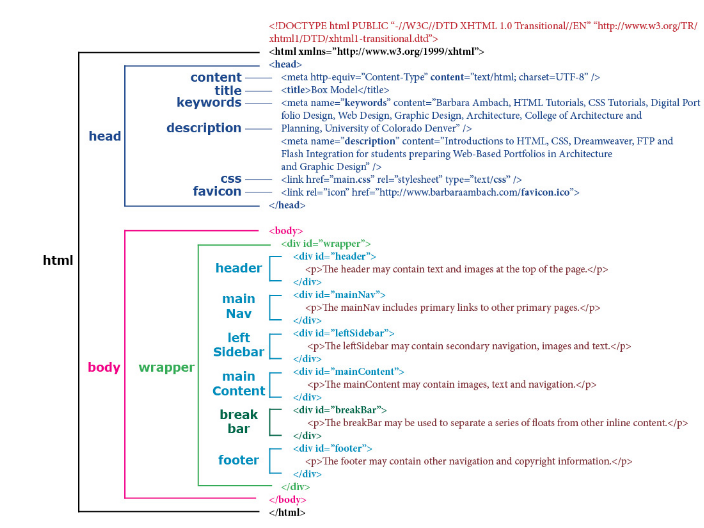 <!DOCTYPE html PUBLIC “-//W3C//DTD XHTML 1.0 Transitional//EN” “http://www.w3.org/TR/
xhtml1/DTD/xhtml1-transitional.dtd”>
<html xmlns=”http://www.w3.org/1999/xhtml”>
<head>
content <meta http-equiv=”Content-Type” content=”text/html; charset=UTF-8” />
title <title>Box Model</title>
keywords <meta name=”keywords” content=”Barbara Ambach, HTML Tutorials, CSS Tutorials, Digital Port
folio Design, Web Design, Graphic Design, Architecture, College of Architecture and
description Planning, University of Colorado Denver” />
head
<meta name=”description” content=”Introductions to HTML, CSS, Dreamweaver, FTP and
Flash Integration for students preparing Web-Based Portfolios in Architecture
and Graphic Design” />
css <link href=”main.css” rel=”stylesheet” type=”text/css” />
favicon <link rel=”icon” href=”http://www.barbaraambach.com/favicon.ico”>
</head>
<body>
<div id=”wrapper”>
html
<div id=”header”>
header <p>The header may contain text and images at the top of the page.</p>
</div>
<div id=”mainNav”>
main
Nav
<p>The mainNav includes primary links to other primary pages.</p>
</div>
<div id=”leftSidebar”>
left
Sidebar
<p>The leftSidebar may contain secondary navigation, images and text.</p>
</div>
body
wrapper
<div id=”mainContent”>
main
Content
<p>The mainContent may contain images, text and navigation.</p>
</div>
<div id=”breakBar”>
break
bar
<p>The breakBar may be used to separate a series of floats from other inline content.</p>
</div>
<div id=”footer”>
footer <p>The footer may contain other navigation and copyright information.</p>
</div>
</div>
</body>
</html>